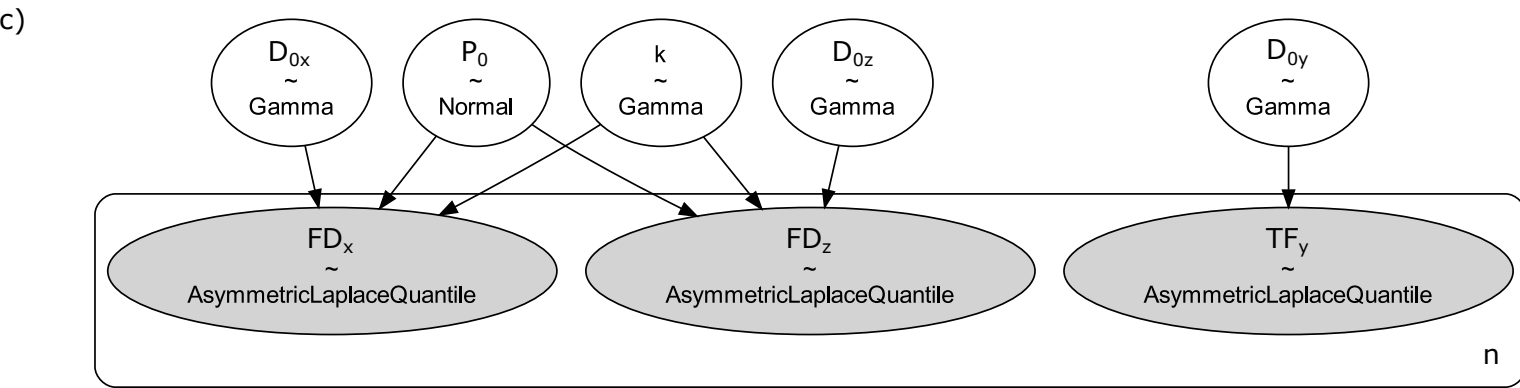 c)
D₀ₓ
~
Gamma
P₀
~
Normal
k
~
Gamma
D₀z
~
Gamma
D₀y
~
Gamma
FDₓ
~
AsymmetricLaplaceQuantile
FDz
~
AsymmetricLaplaceQuantile
TFy
~
AsymmetricLaplaceQuantile
n